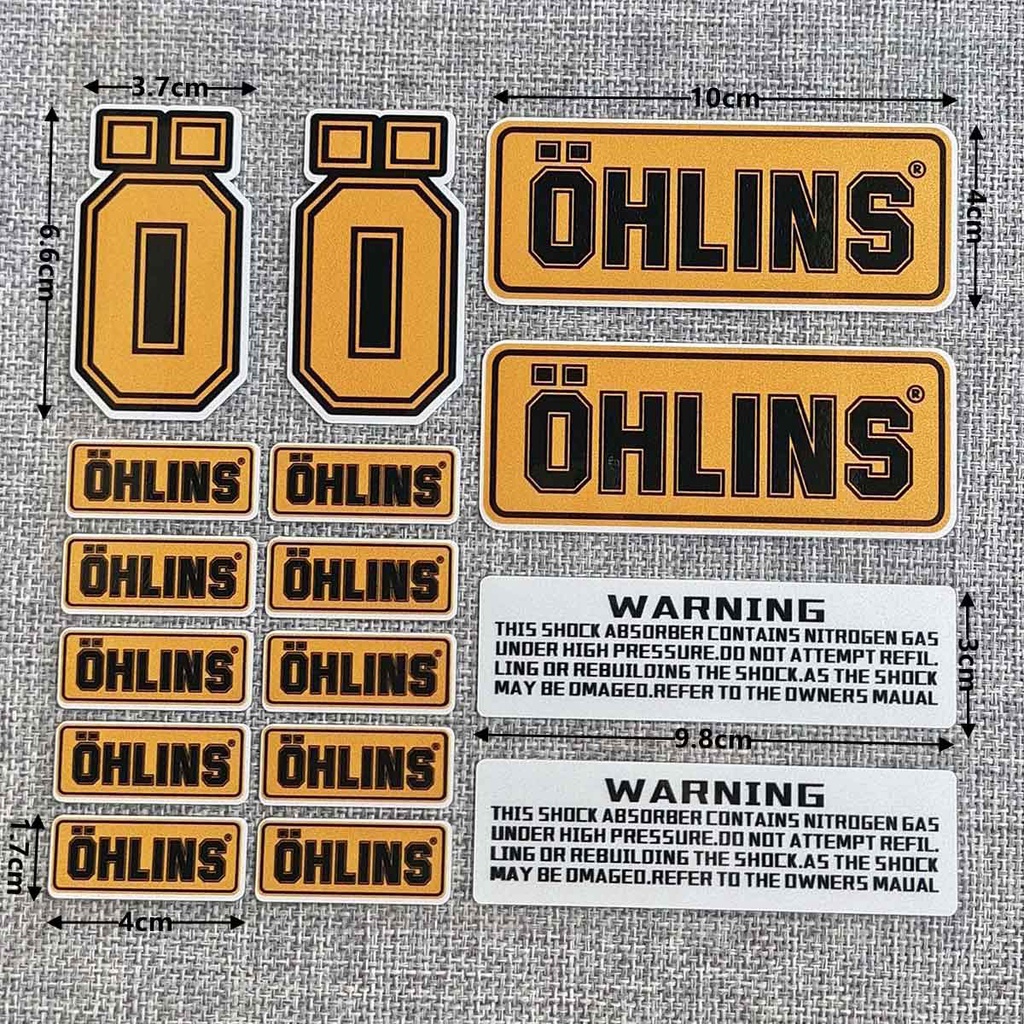 3.7cm
10cm
6.6cm
Ö
Ö
ÖHLINS®
4cm
ÖHLINS®
ÖHLINS®
ÖHLINS®
ÖHLINS®
ÖHLINS®
ÖHLINS®
ÖHLINS®
ÖHLINS®
ÖHLINS®
ÖHLINS®
ÖHLINS®
1.7cm
4cm
WARNING
THIS SHOCK ABSORBER CONTAINS NITROGEN GAS
UNDER HIGH PRESSURE.DO NOT ATTEMPT REFIL.
LING OR REBUILDING THE SHOCK.AS THE SHOCK
MAY BE OMAGED.REFER TO THE OWNERS MAUAL
3cm
9.8cm
WARNING
THIS SHOCK ABSORBER CONTAINS NITROGEN GAS
UNDER HIGH PRESSURE.DO NOT ATTEMPT REFIL.
LING OR REBUILDING THE SHOCK.AS THE SHOCK
MAY BE OMAGED.REFER TO THE OWNERS MAUAL